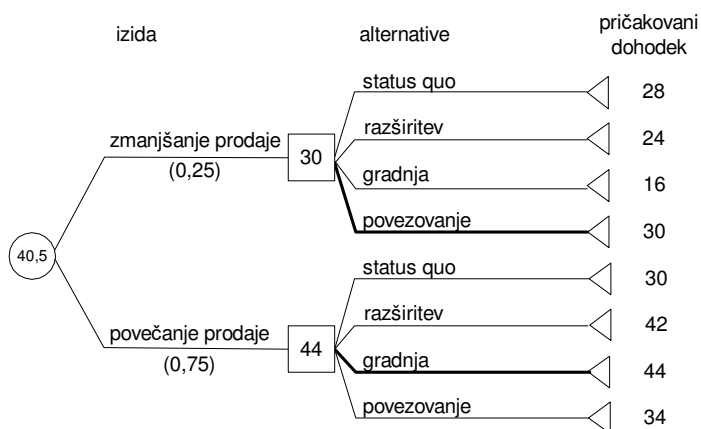 izida
alternative
pričakovani
dohodek
status quo
28
zmanjšanje prodaje
(0,25)
30
razširitev
24
gradnja
16
povezovanje
30
40,5
status quo
30
povečanje prodaje
(0,75)
44
razširitev
42
gradnja
44
povezovanje
34